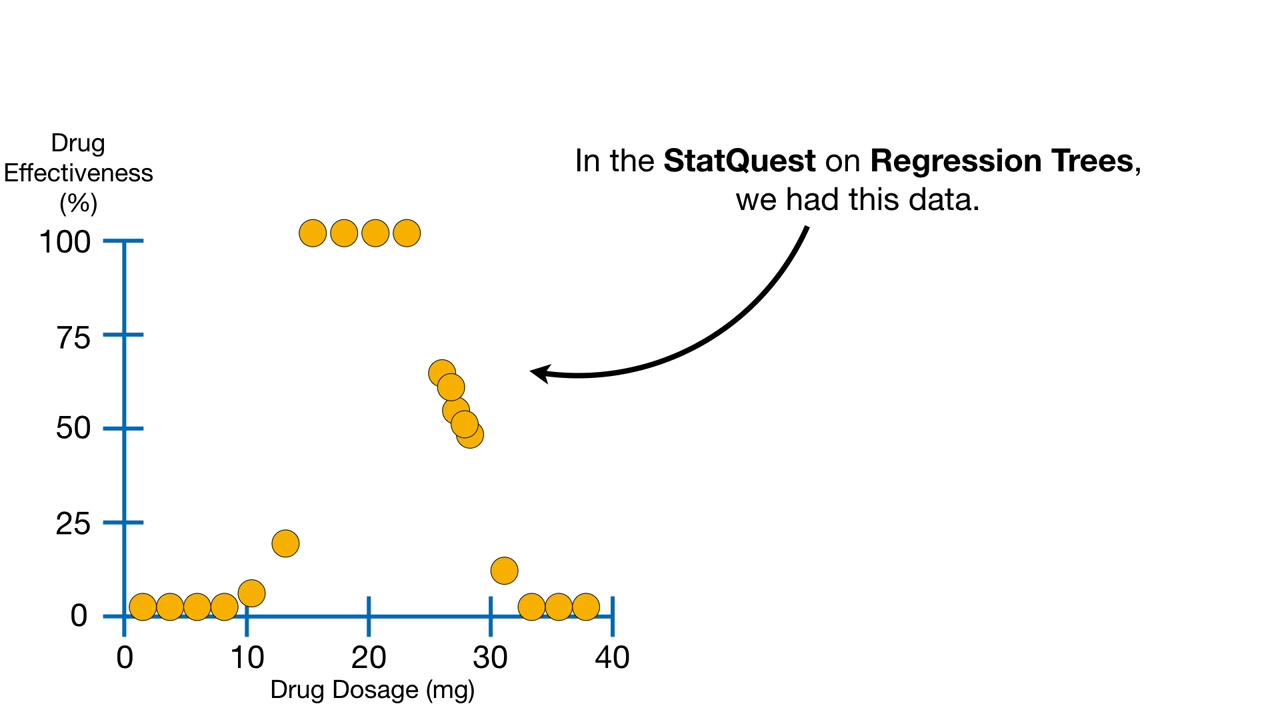 Drug
Effectiveness
(%)
In the StatQuest on Regression Trees,
we had this data.
100
75
50
25
0
0 10 20 30 40
Drug Dosage (mg)